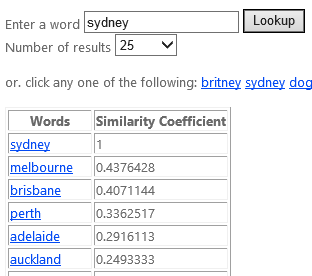 Enter a word sydney Lookup
Number of results 25
or. click any one of the following: britney sydney dog
Words Similarity Coefficient
sydney 1
melbourne 0.4376428
brisbane 0.4071144
perth 0.3362517
adelaide 0.2916113
auckland 0.2493333